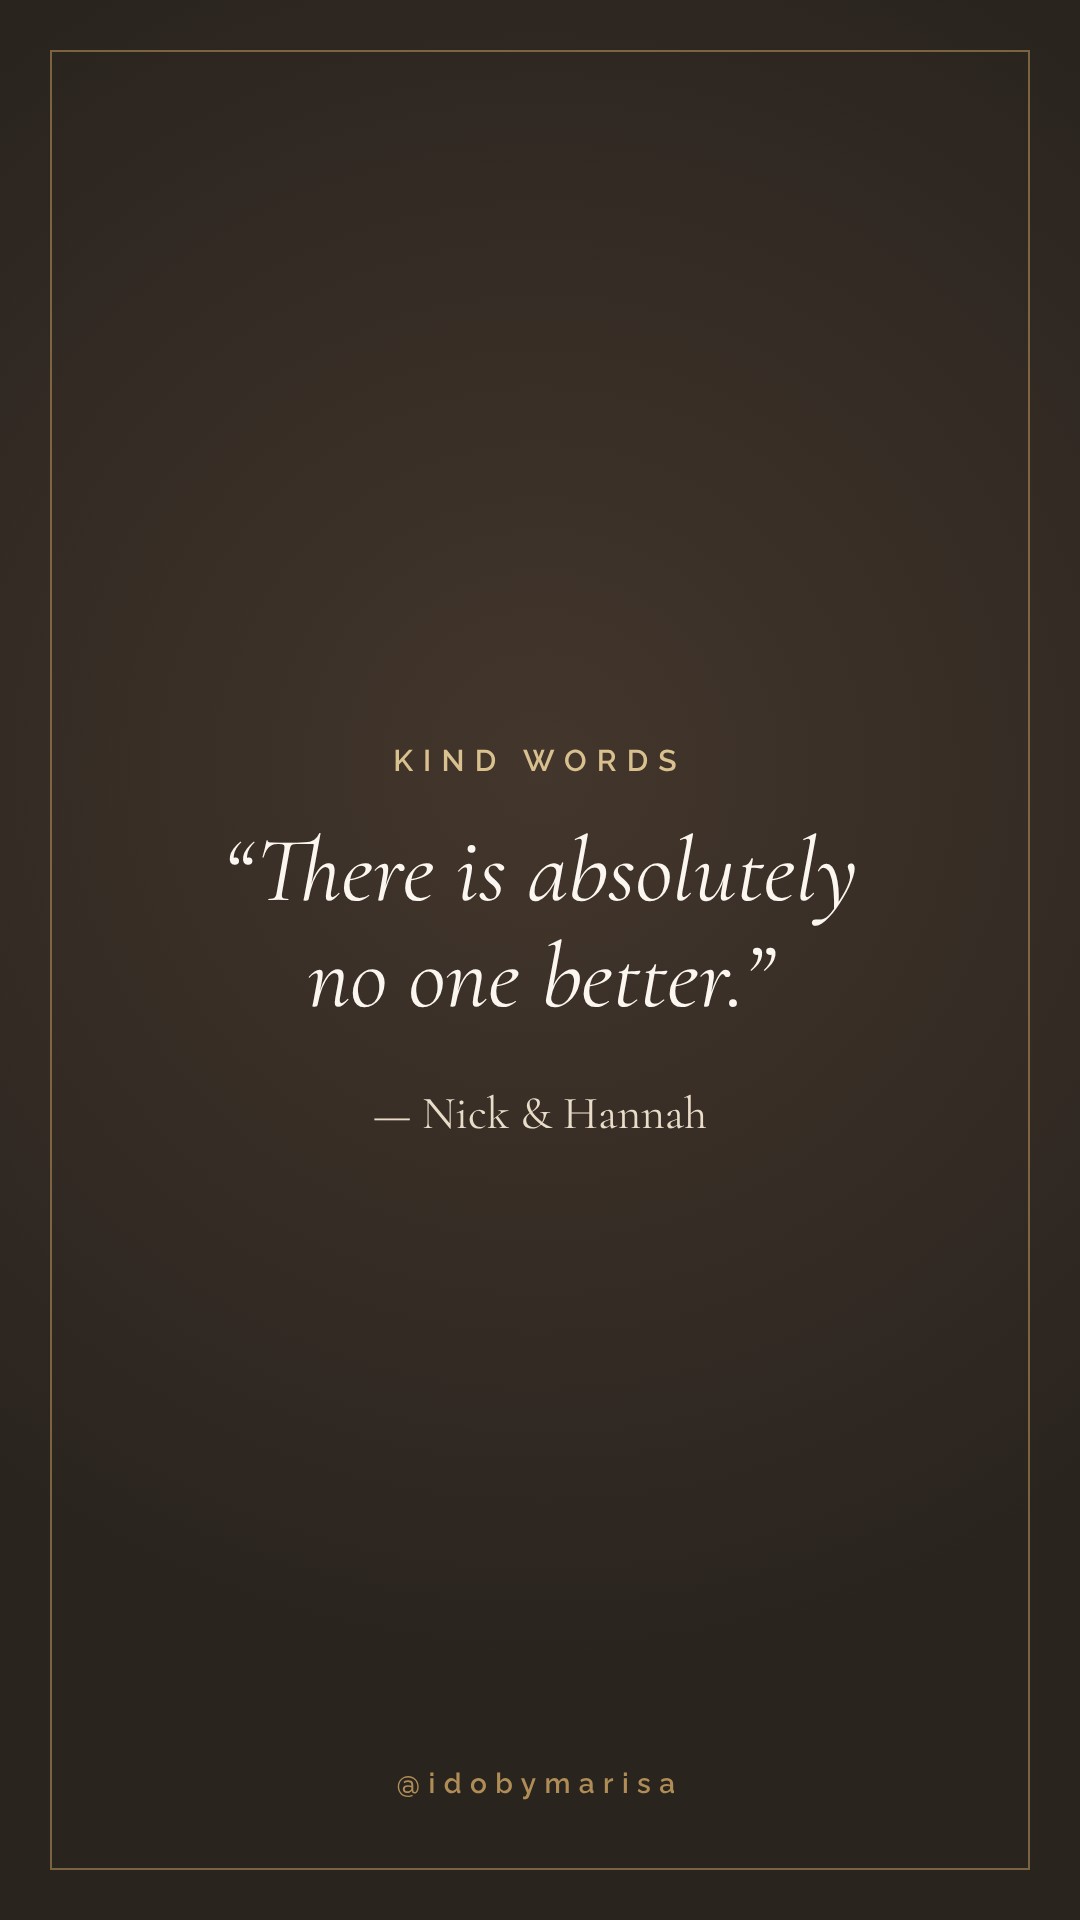 KIND WORDS
“There is absolutely
no one better.”
— Nick & Hannah
@idobymarisa